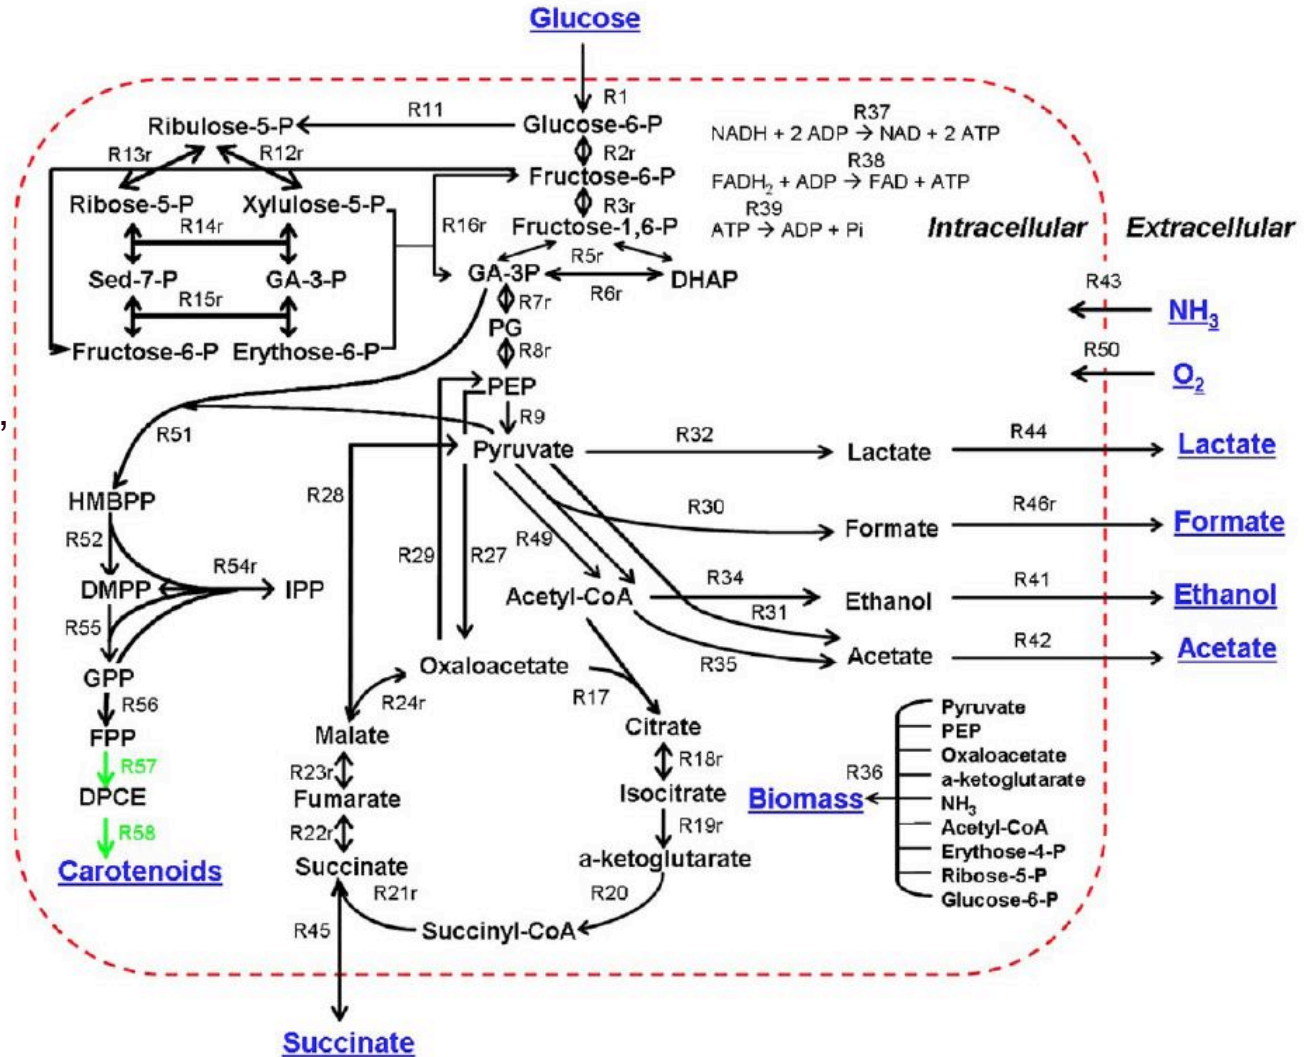 Glucose
R1
R11
Ribulose-5-P
Glucose-6-P
R37
NADH + 2 ADP → NAD + 2 ATP
R13r
R12r
R2r
R38
Fructose-6-P
FADH2 + ADP → FAD + ATP
Ribose-5-P
Xylulose-5-P
R3r
R39
R14r
R16r
Fructose-1,6-P
ATP → ADP + Pi
Intracellular
Extracellular
R5r
Sed-7-P
GA-3-P
GA-3P
DHAP
R6r
R43
R15r
R7r
NH3
PG
Fructose-6-P
Erythose-6-P
R8r
R50
PEP
O2
,
R9
R51
Pyruvate
R32
Lactate
R44
Lactate
HMBPP
R28
R30
Formate
R46r
Formate
R52
R29
R27
R49
R54r
DMPP
IPP
Acetyl-CoA
R34
Ethanol
R41
Ethanol
R55
R31
Oxaloacetate
R35
Acetate
R42
Acetate
GPP
R24r
R17
R56
Malate
Citrate
FPP
R23r
R18r
R57
DPCE
Fumarate
Isocitrate
R58
R22r
R19r
Carotenoids
Succinate
a-ketoglutarate
R21r
R20
R45
Succinyl-CoA
Succinate
R36
Biomass
Pyruvate
PEP
Oxaloacetate
a-ketoglutarate
NH3
Acetyl-CoA
Erythose-4-P
Ribose-5-P
Glucose-6-P